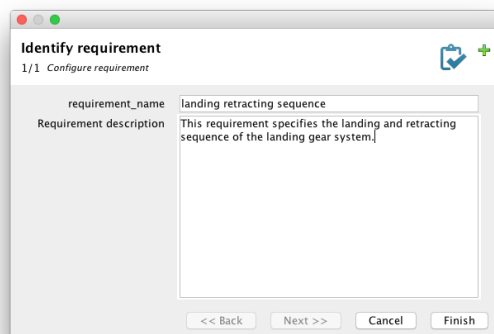 Identify requirement
1/1 Configure requirement
requirement_name landing retracting sequence
Requirement description This requirement specifies the landing and retracting
sequence of the landing gear system.
<< Back Next >> Cancel Finish